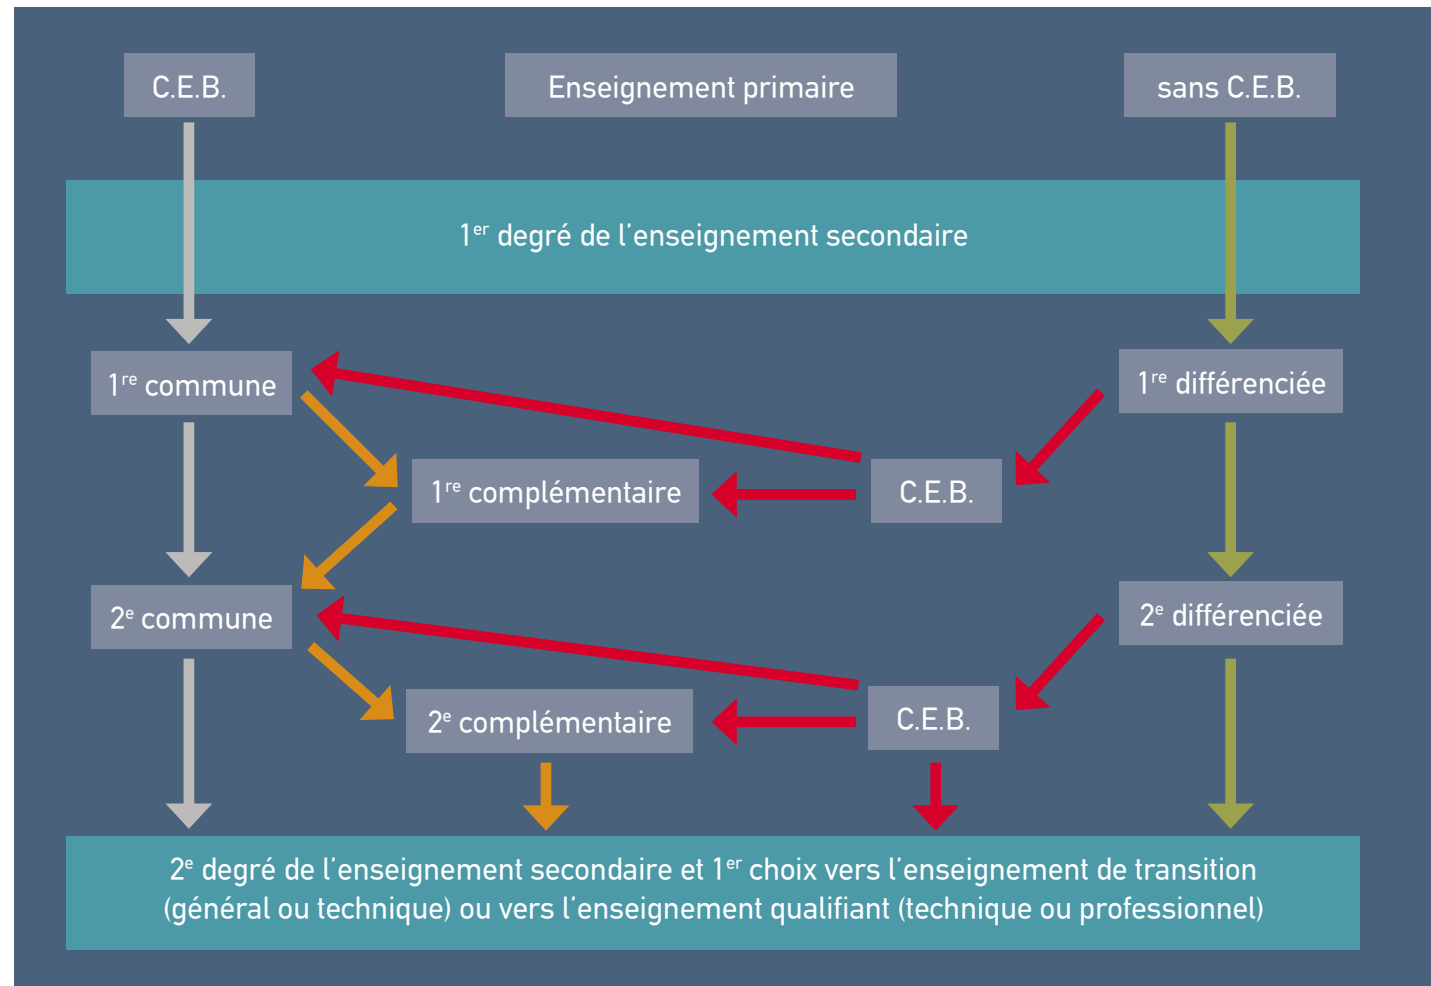 C.E.B.
Enseignement primaire
sans C.E.B.
1er degré de l'enseignement secondaire
1re commune
1re différenciée
1re complémentaire
C.E.B.
2e commune
2e différenciée
2e complémentaire
C.E.B.
2e degré de l'enseignement secondaire et 1er choix vers l'enseignement de transition
(général ou technique) ou vers l'enseignement qualifiant (technique ou professionnel)